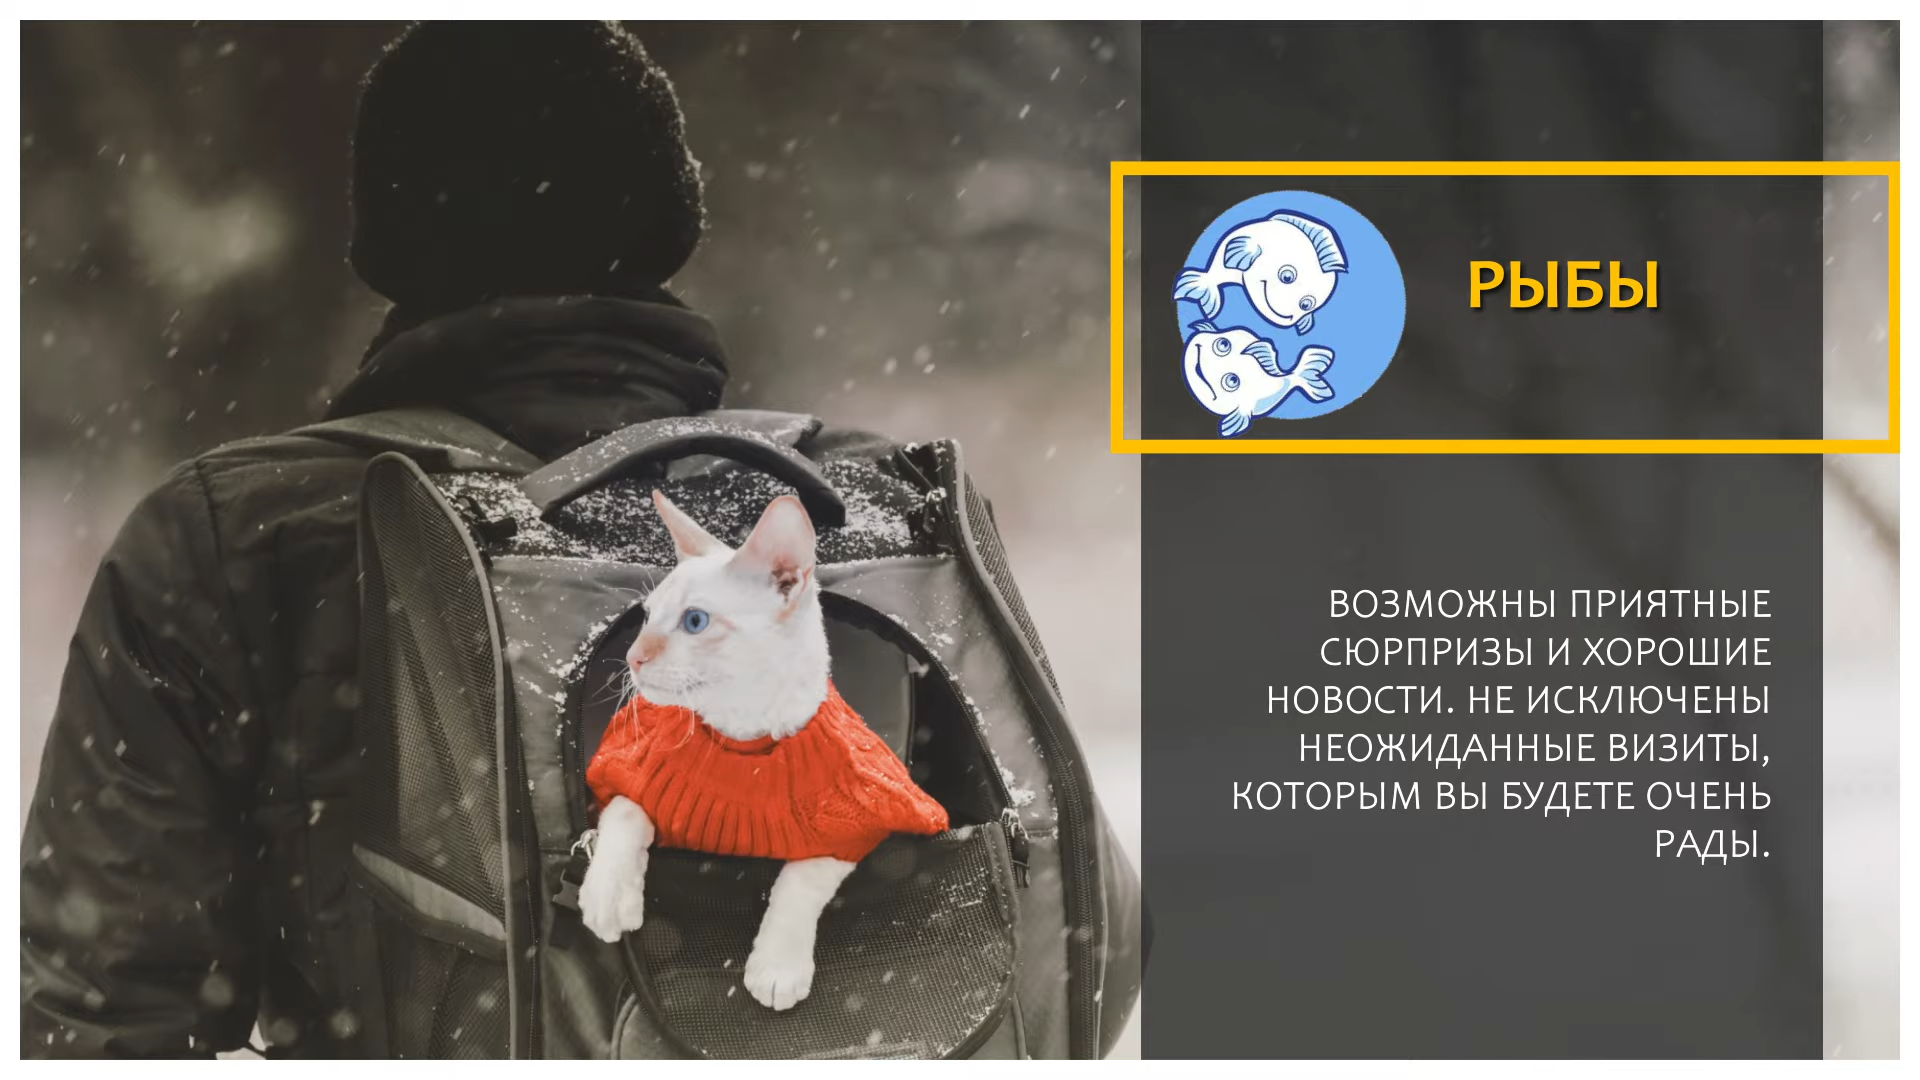 РЫБЫ
ВОЗМОЖНЫ ПРИЯТНЫЕ
СЮРПРИЗЫ И ХОРОШИЕ
НОВОСТИ. НЕ ИСКЛЮЧЕНЫ
НЕОЖИДАННЫЕ ВИЗИТЫ,
КОТОРЫМ ВЫ БУДЕТЕ ОЧЕНЬ
РАДЫ.